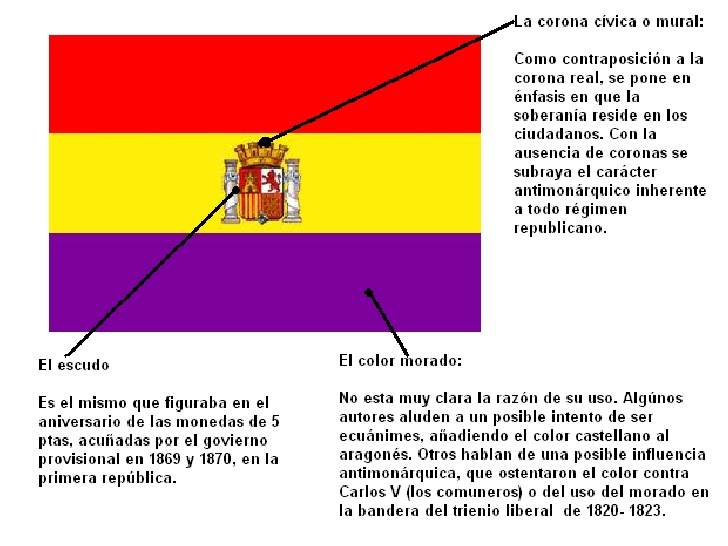 La corona cívica o mural:
Como contraposición a la
corona real, se pone en
énfasis en que la
soberanía reside en los
ciudadanos. Con la
ausencia de coronas se
subraya el carácter
antimonárquico inherente
a todo régimen
republicano.
El escudo
Es el mismo que figuraba en el
aniversario de las monedas de 5
ptas, acuñadas por el govierno
provisional en 1869 y 1870, en la
primera república.
El color morado:
No esta muy clara la razón de su uso. Algúnos
autores aluden a un posible intento de ser
ecuánimes, añadiendo el color castellano al
aragonés. Otros hablan de una posible influencia
antimonárquica, que ostentaron el color contra
Carlos V (los comuneros) o del uso del morado en
la bandera del trienio liberal de 1820- 1823.